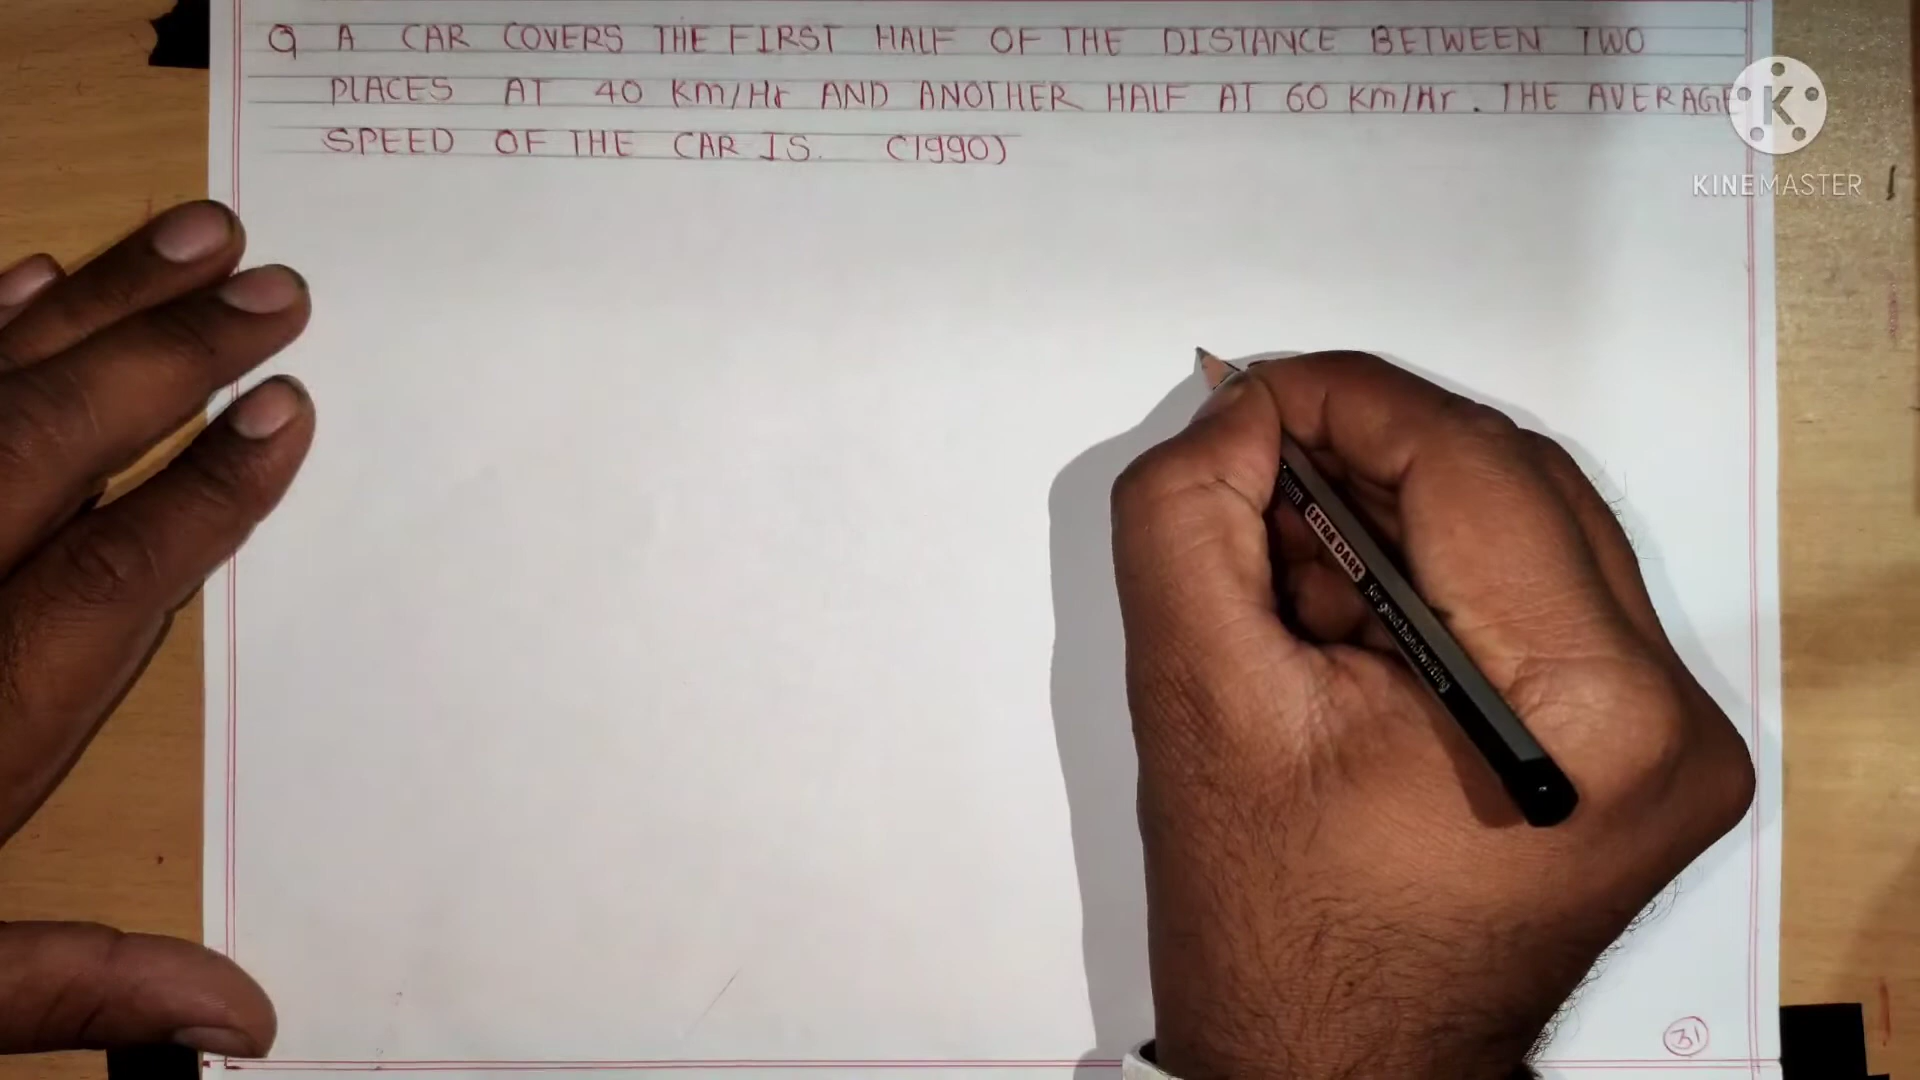 Q A CAR COVERS THE FIRST HALF OF THE DISTANCE BETWEEN TWO
PLACES AT 40 Km/Hr AND ANOTHER HALF AT 60 Km/Hr. THE AVERAGE
SPEED OF THE CAR IS. (1990)
K
KINEMASTER
EXTRA DARK for good handwriting
31